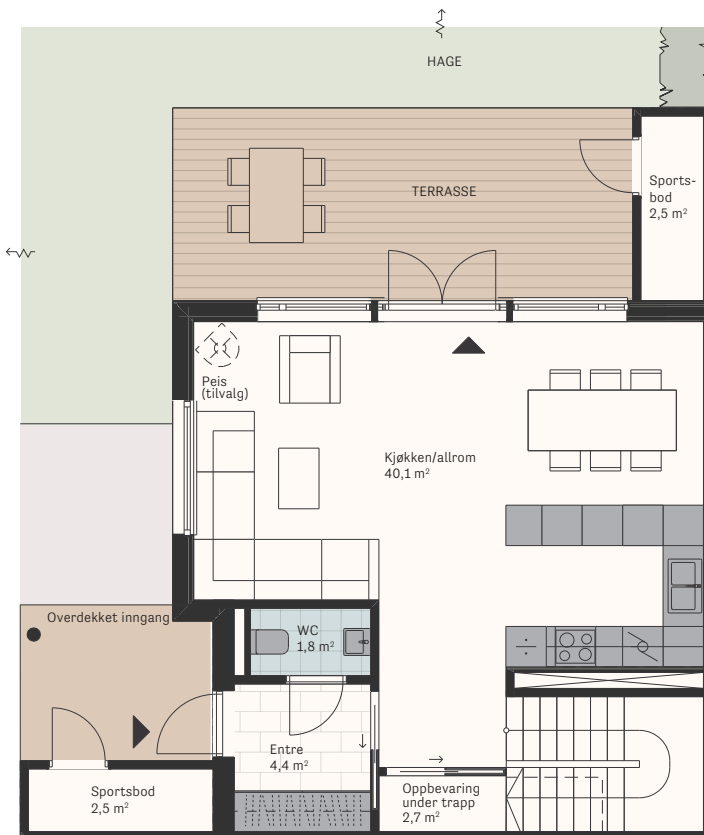 HAGE
TERRASSE
Sports-
bod
2,5 m²
Peis
(tilvalg)
Kjøkken/allrom
40,1 m²
Overdekket inngang
WC
1,8 m²
Entre
4,4 m²
Sportsbod
2,5 m²
Oppbevaring
under trapp
2,7 m²